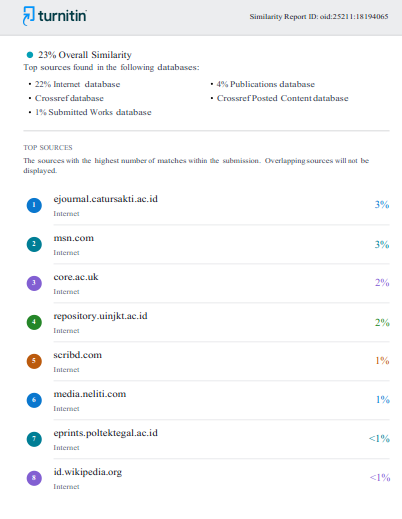 turnitin
Similarity Report ID: oid:25211:18194065
23% Overall Similarity
Top sources found in the following databases:
• 22% Internet database
• 4% Publications database
• Crossref database
• Crossref Posted Content database
• 1% Submitted Works database
TOP SOURCES
The sources with the highest number of matches within the submission. Overlapping sources will not be
displayed.
1
ejournal.catursakti.ac.id
3%
Internet
2
msn.com
3%
Internet
3
core.ac.uk
2%
Internet
4
repository.uinjkt.ac.id
2%
Internet
5
scribd.com
1%
Internet
6
media.neliti.com
1%
Internet
7
eprints.poltektegal.ac.id
<1%
Internet
8
id.wikipedia.org
<1%
Internet